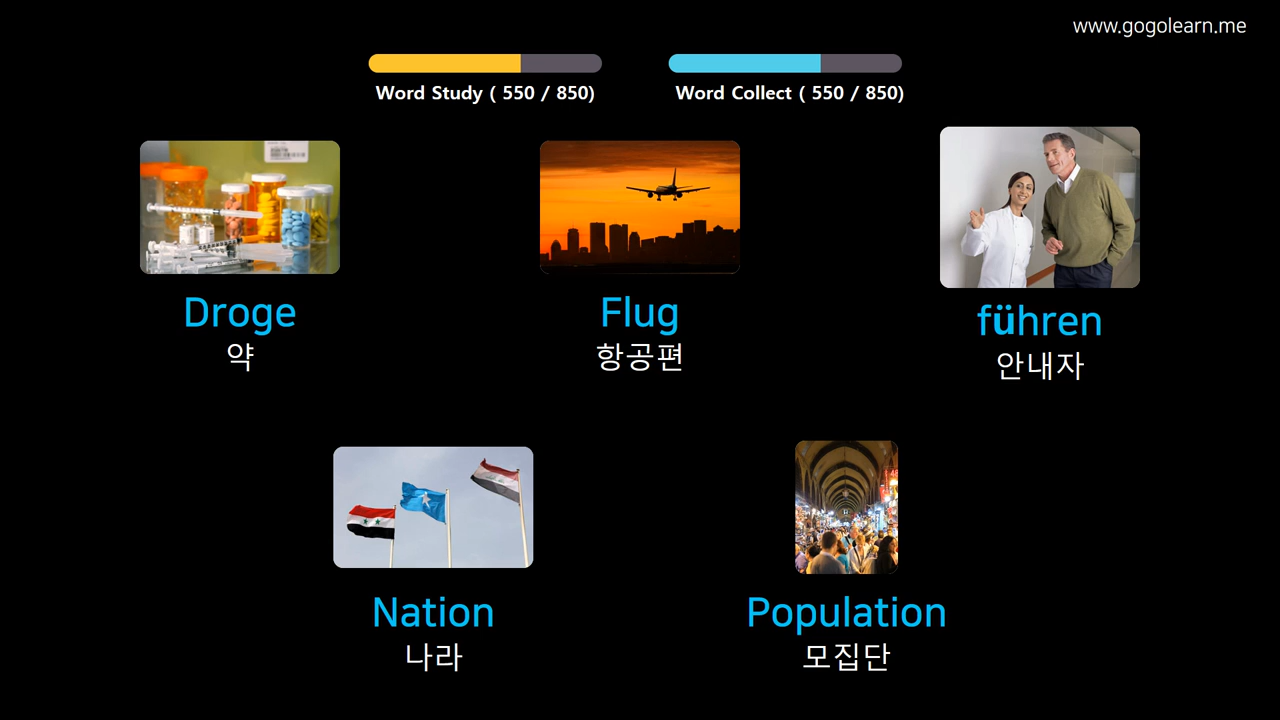 www.gogolearn.me
Word Study ( 550 / 850)
Word Collect ( 550 / 850)
Droge
약
Flug
항공편
führen
안내자
Nation
나라
Population
모집단